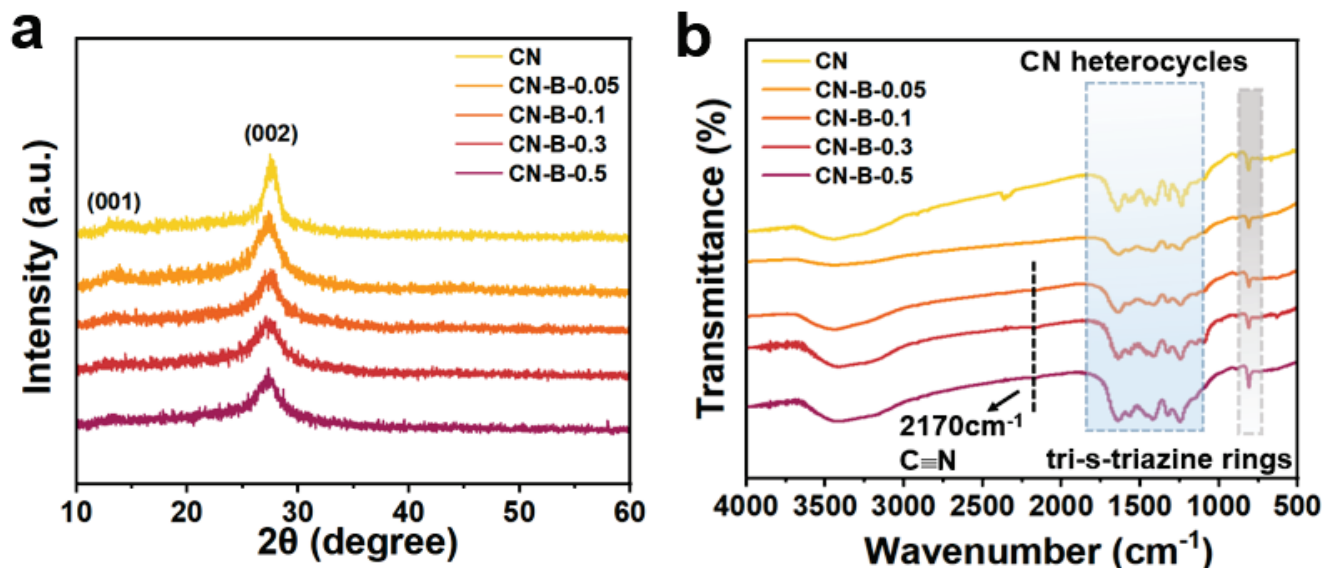 a
CN
CN-B-0.05
CN-B-0.1
CN-B-0.3
CN-B-0.5
(002)
(001)
Intensity (a.u.)
10 20 30 40 50 60
2θ (degree)
b
CN
CN-B-0.05
CN-B-0.1
CN-B-0.3
CN-B-0.5
CN heterocycles
Transmittance (%)
2170cm⁻¹
C≡N
tri-s-triazine rings
4000 3500 3000 2500 2000 1500 1000 500
Wavenumber (cm⁻¹)